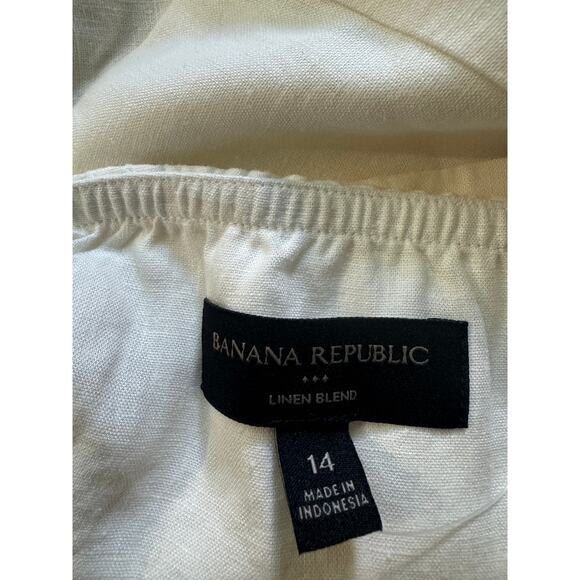 BANANA REPUBLIC
LINEN BLEND
14
MADE IN
INDONESIA